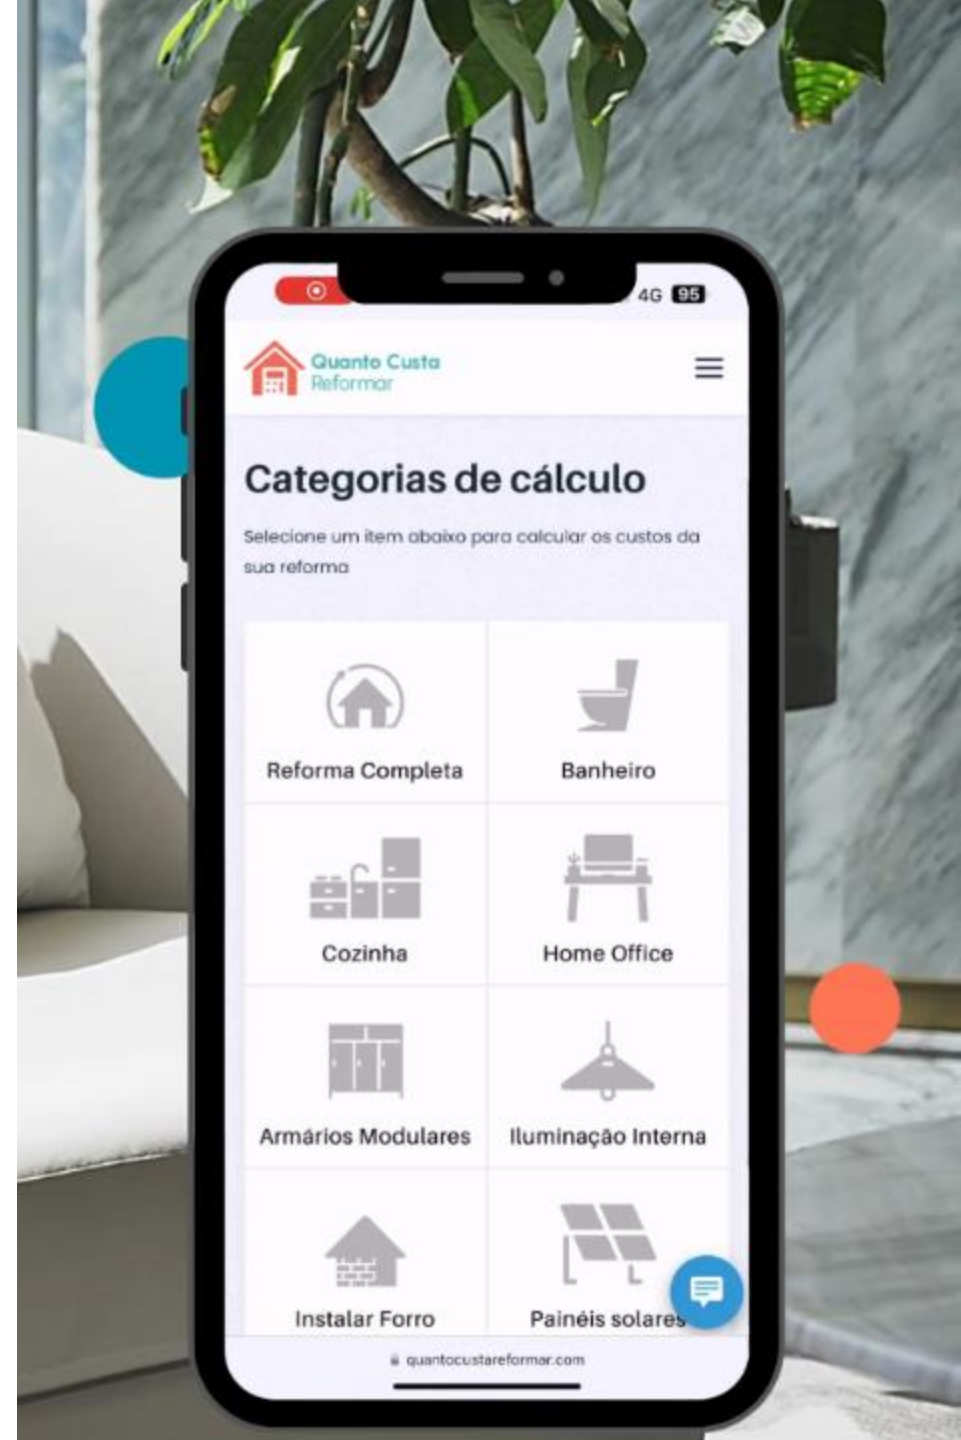 4G 95
Quanto Custa
Reformar
Categorias de cálculo
Selecione um item abaixo para calcular os custos da
sua reforma
Reforma Completa
Banheiro
Cozinha
Home Office
Armários Modulares
Iluminação Interna
Instalar Forro
Painéis solares
quantocustareformar.com